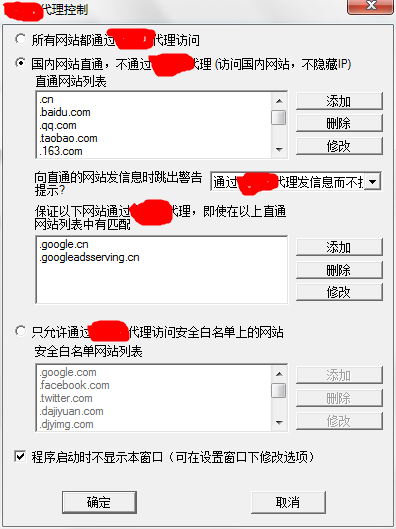 代理控制
所有网站都通过 代理访问
国内网站直通，不通过 代理 (访问国内网站，不隐藏IP)
直通网站列表
.cn
.baidu.com
.qq.com
.taobao.com
.163.com
添加
删除
修改
向直通的网站发信息时跳出警告
提示?
通过 代理发信息而不
保证以下网站通过 代理，即使在以上直通
网站列表中有匹配
.google.cn
.googleadsserving.cn
添加
删除
修改
只允许通过 代理访问安全白名单上的网站
安全白名单网站列表
.google.com
.facebook.com
.twitter.com
.dajiyuan.com
.djyimg.com
添加
删除
修改
程序启动时不显示本窗口（可在设置窗口下修改选项）
确定
取消